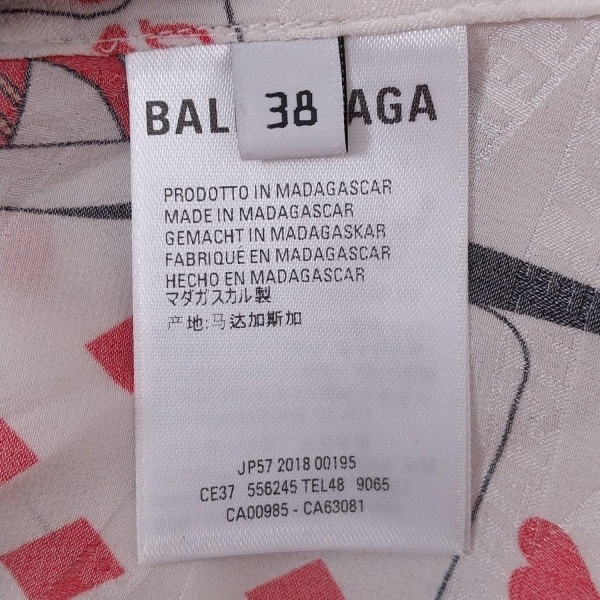 BAL AGA
38
PRODOTTO IN MADAGASCAR
MADE IN MADAGASCAR
GEMACHT IN MADAGASKAR
FABRIQUÉ EN MADAGASCAR
HECHO EN MADAGASCAR
マダガスカル製
产地:马达加斯加
JP57 2018 00195
CE37 556245 TEL48 9065
CA00985 - CA63081